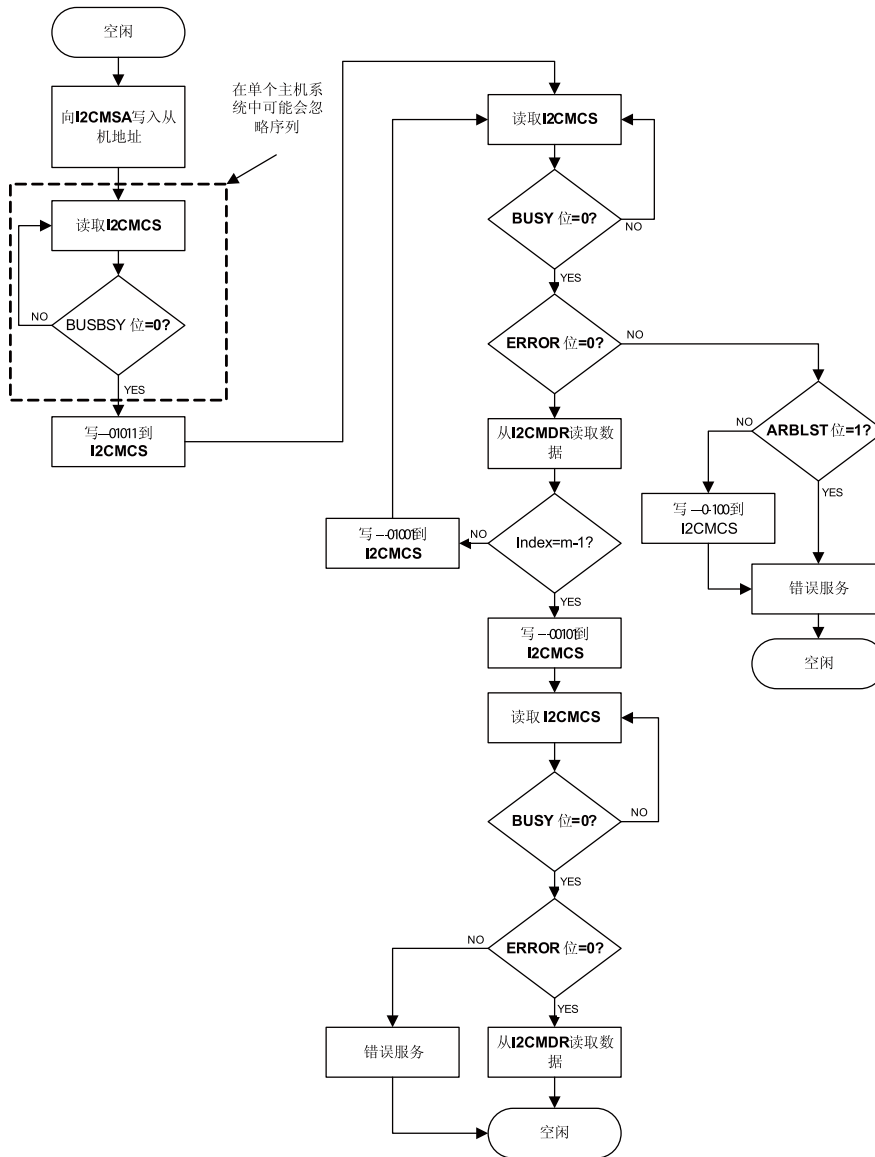 空闲
向I2CMSA写入从
机地址
在单个主机系
统中可能会忽
略序列
读取I2CMCS
BUSBSY 位=0?
NO
YES
写---01011到
I2CMCS
读取I2CMCS
BUSY 位=0?
NO
YES
ERROR 位=0?
NO
YES
从I2CMDR读取数
据
ARBLST 位=1?
NO
YES
写---0-100到
I2CMCS
错误服务
空闲
Index=m-1?
NO
YES
写---01001到
I2CMCS
写---00101到
I2CMCS
读取 I2CMCS
BUSY 位=0?
NO
YES
ERROR 位=0?
NO
YES
错误服务
从I2CMDR读取数
据
空闲